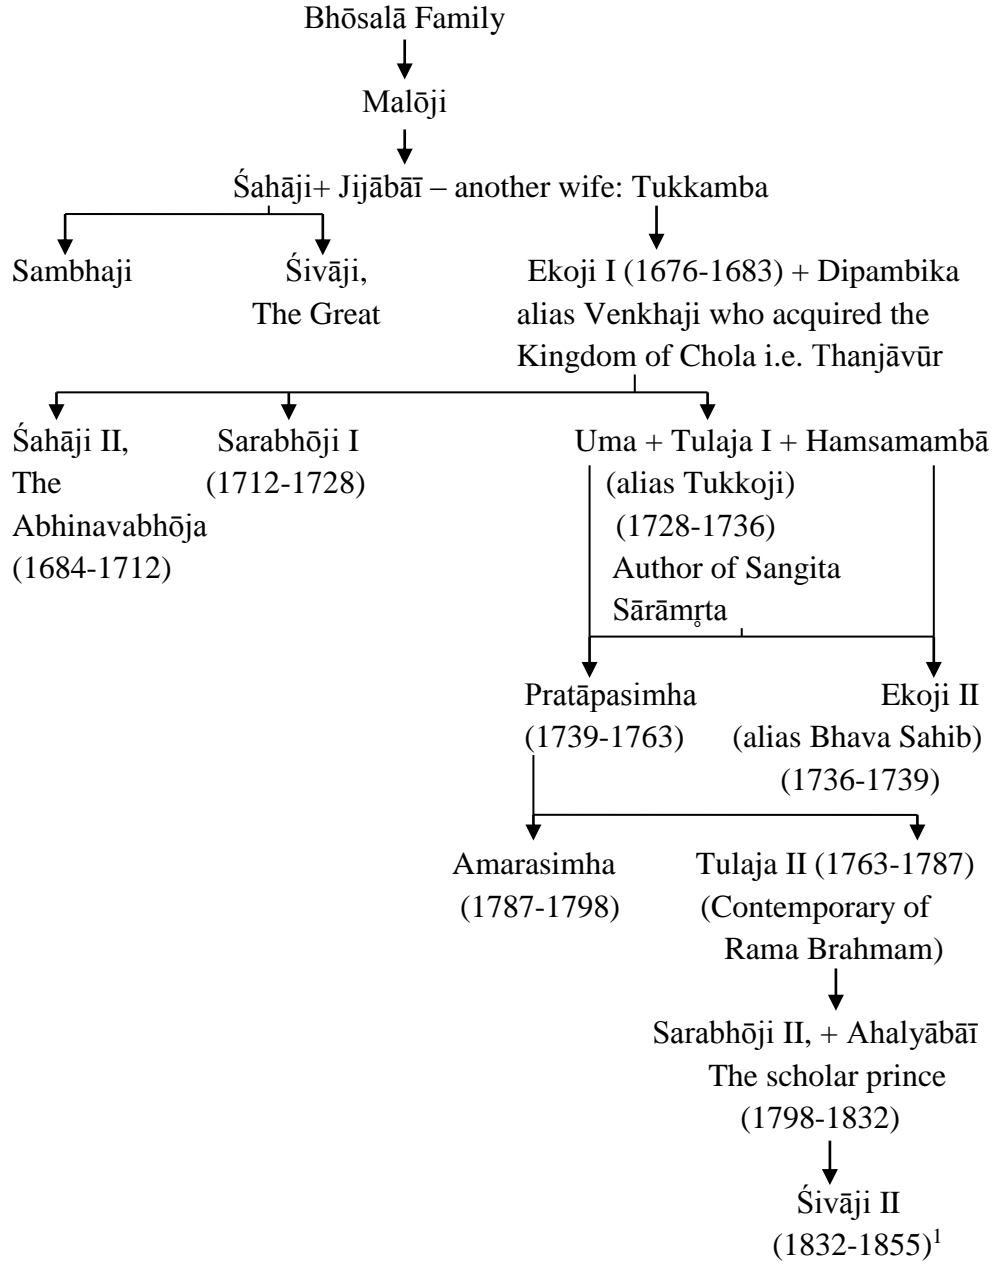 Bhōsalā Family
Malōji
Śahāji+ Jijābāī – another wife: Tukkamba
Sambhaji
Śivāji,
The Great
Ekoji I (1676-1683) + Dipambika
alias Venkhaji who acquired the
Kingdom of Chola i.e. Thanjāvūr
Śahāji II,
The
Abhinavabhōja
(1684-1712)
Sarabhōji I
(1712-1728)
Uma + Tulaja I + Hamsamambā
(alias Tukkoji)
(1728-1736)
Author of Sangita
Sārāmr̥ta
Pratāpasimha
(1739-1763)
Ekoji II
(alias Bhava Sahib)
(1736-1739)
Amarasimha
(1787-1798)
Tulaja II (1763-1787)
(Contemporary of
Rama Brahmam)
Sarabhōji II, + Ahalyābāī
The scholar prince
(1798-1832)
Śivāji II
(1832-1855)¹